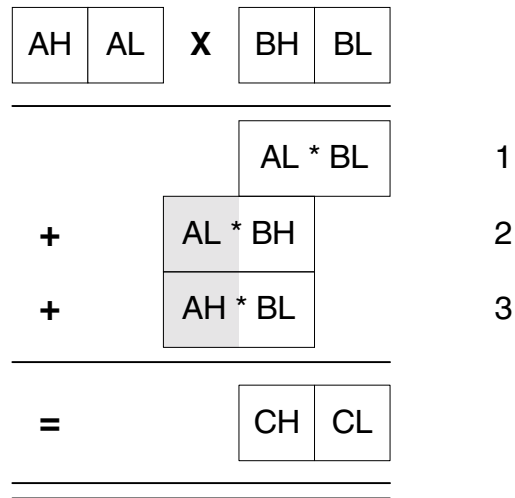 AH AL X BH BL
AL * BL 1
+ AL * BH 2
+ AH * BL 3
= CH CL